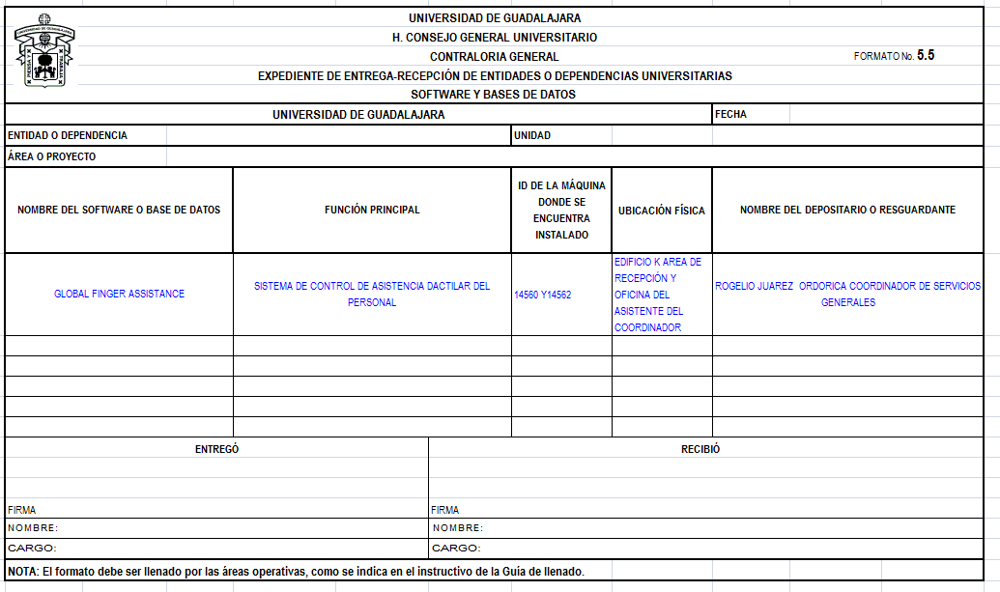 UNIVERSIDAD DE GUADALAJARA
H. CONSEJO GENERAL UNIVERSITARIO
CONTRALORIA GENERAL
FORMATO No. 5.5
EXPEDIENTE DE ENTREGA-RECEPCIÓN DE ENTIDADES O DEPENDENCIAS UNIVERSITARIAS
SOFTWARE Y BASES DE DATOS
UNIVERSIDAD DE GUADALAJARA
PIENSA Y
TRABAJA
UNIVERSIDAD DE GUADALAJARA
FECHA
ENTIDAD O DEPENDENCIA
UNIDAD
ÁREA O PROYECTO
NOMBRE DEL SOFTWARE O BASE DE DATOS
FUNCIÓN PRINCIPAL
ID DE LA MÁQUINA
DONDE SE
ENCUENTRA
INSTALADO
UBICACIÓN FÍSICA
NOMBRE DEL DEPOSITARIO O RESGUARDANTE
GLOBAL FINGER ASSISTANCE
SISTEMA DE CONTROL DE ASISTENCIA DACTILAR DEL
PERSONAL
14560 Y14562
EDIFICIO K AREA DE
RECEPCIÓN Y
OFICINA DEL
ASISTENTE DEL
COORDINADOR
ROGELIO JUAREZ ORDORICA COORDINADOR DE SERVICIOS
GENERALES
ENTREGÓ
RECIBIÓ
FIRMA
FIRMA
NOMBRE:
NOMBRE:
CARGO:
CARGO:
NOTA: El formato debe ser llenado por las áreas operativas, como se indica en el instructivo de la Guía de llenado.